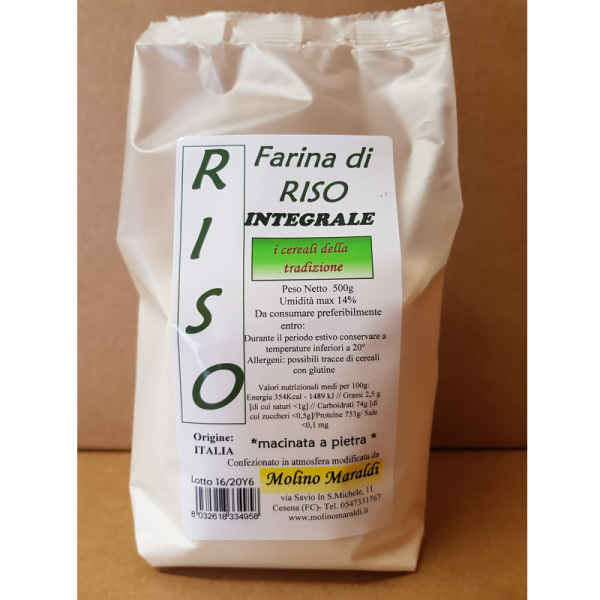 RISO
Farina di
RISO
INTEGRALE
i cereali della
tradizione
Peso Netto 500g
Umidità max 14%
Da consumare preferibilmente
entro:
Durante il periodo estivo conservare a
temperature inferiori a 20°
Allergeni: possibili tracce di cereali
con glutine
Valori nutrizionali medi per 100g:
Energia 354Kcal - 1489 kJ // Grassi 2,5 g
[di cui saturi <1g] // Carboidrati 74g [di
cui zuccheri <0,5g]/Proteine 753g/ Sale
<0,1 mg
Origine:
ITALIA
*macinata a pietra *
Confezionato in atmosfera modificata da
Lotto 16/20Y6
Molino Maraldi
via Savio In S.Michele, 11
Cesena (FC)- Tel. 0547331767
www.molinomaraldi.it
8 032618 334958